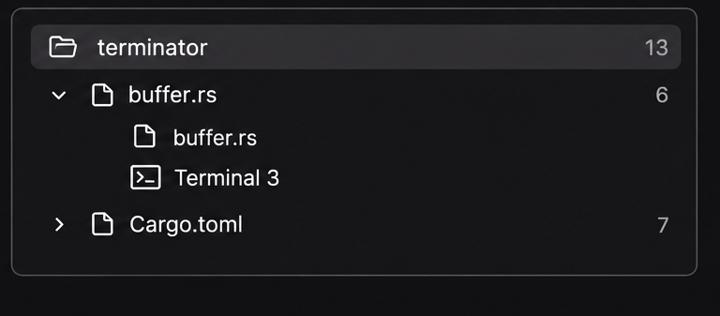 terminator 13
buffer.rs 6
buffer.rs
Terminal 3
Cargo.toml 7